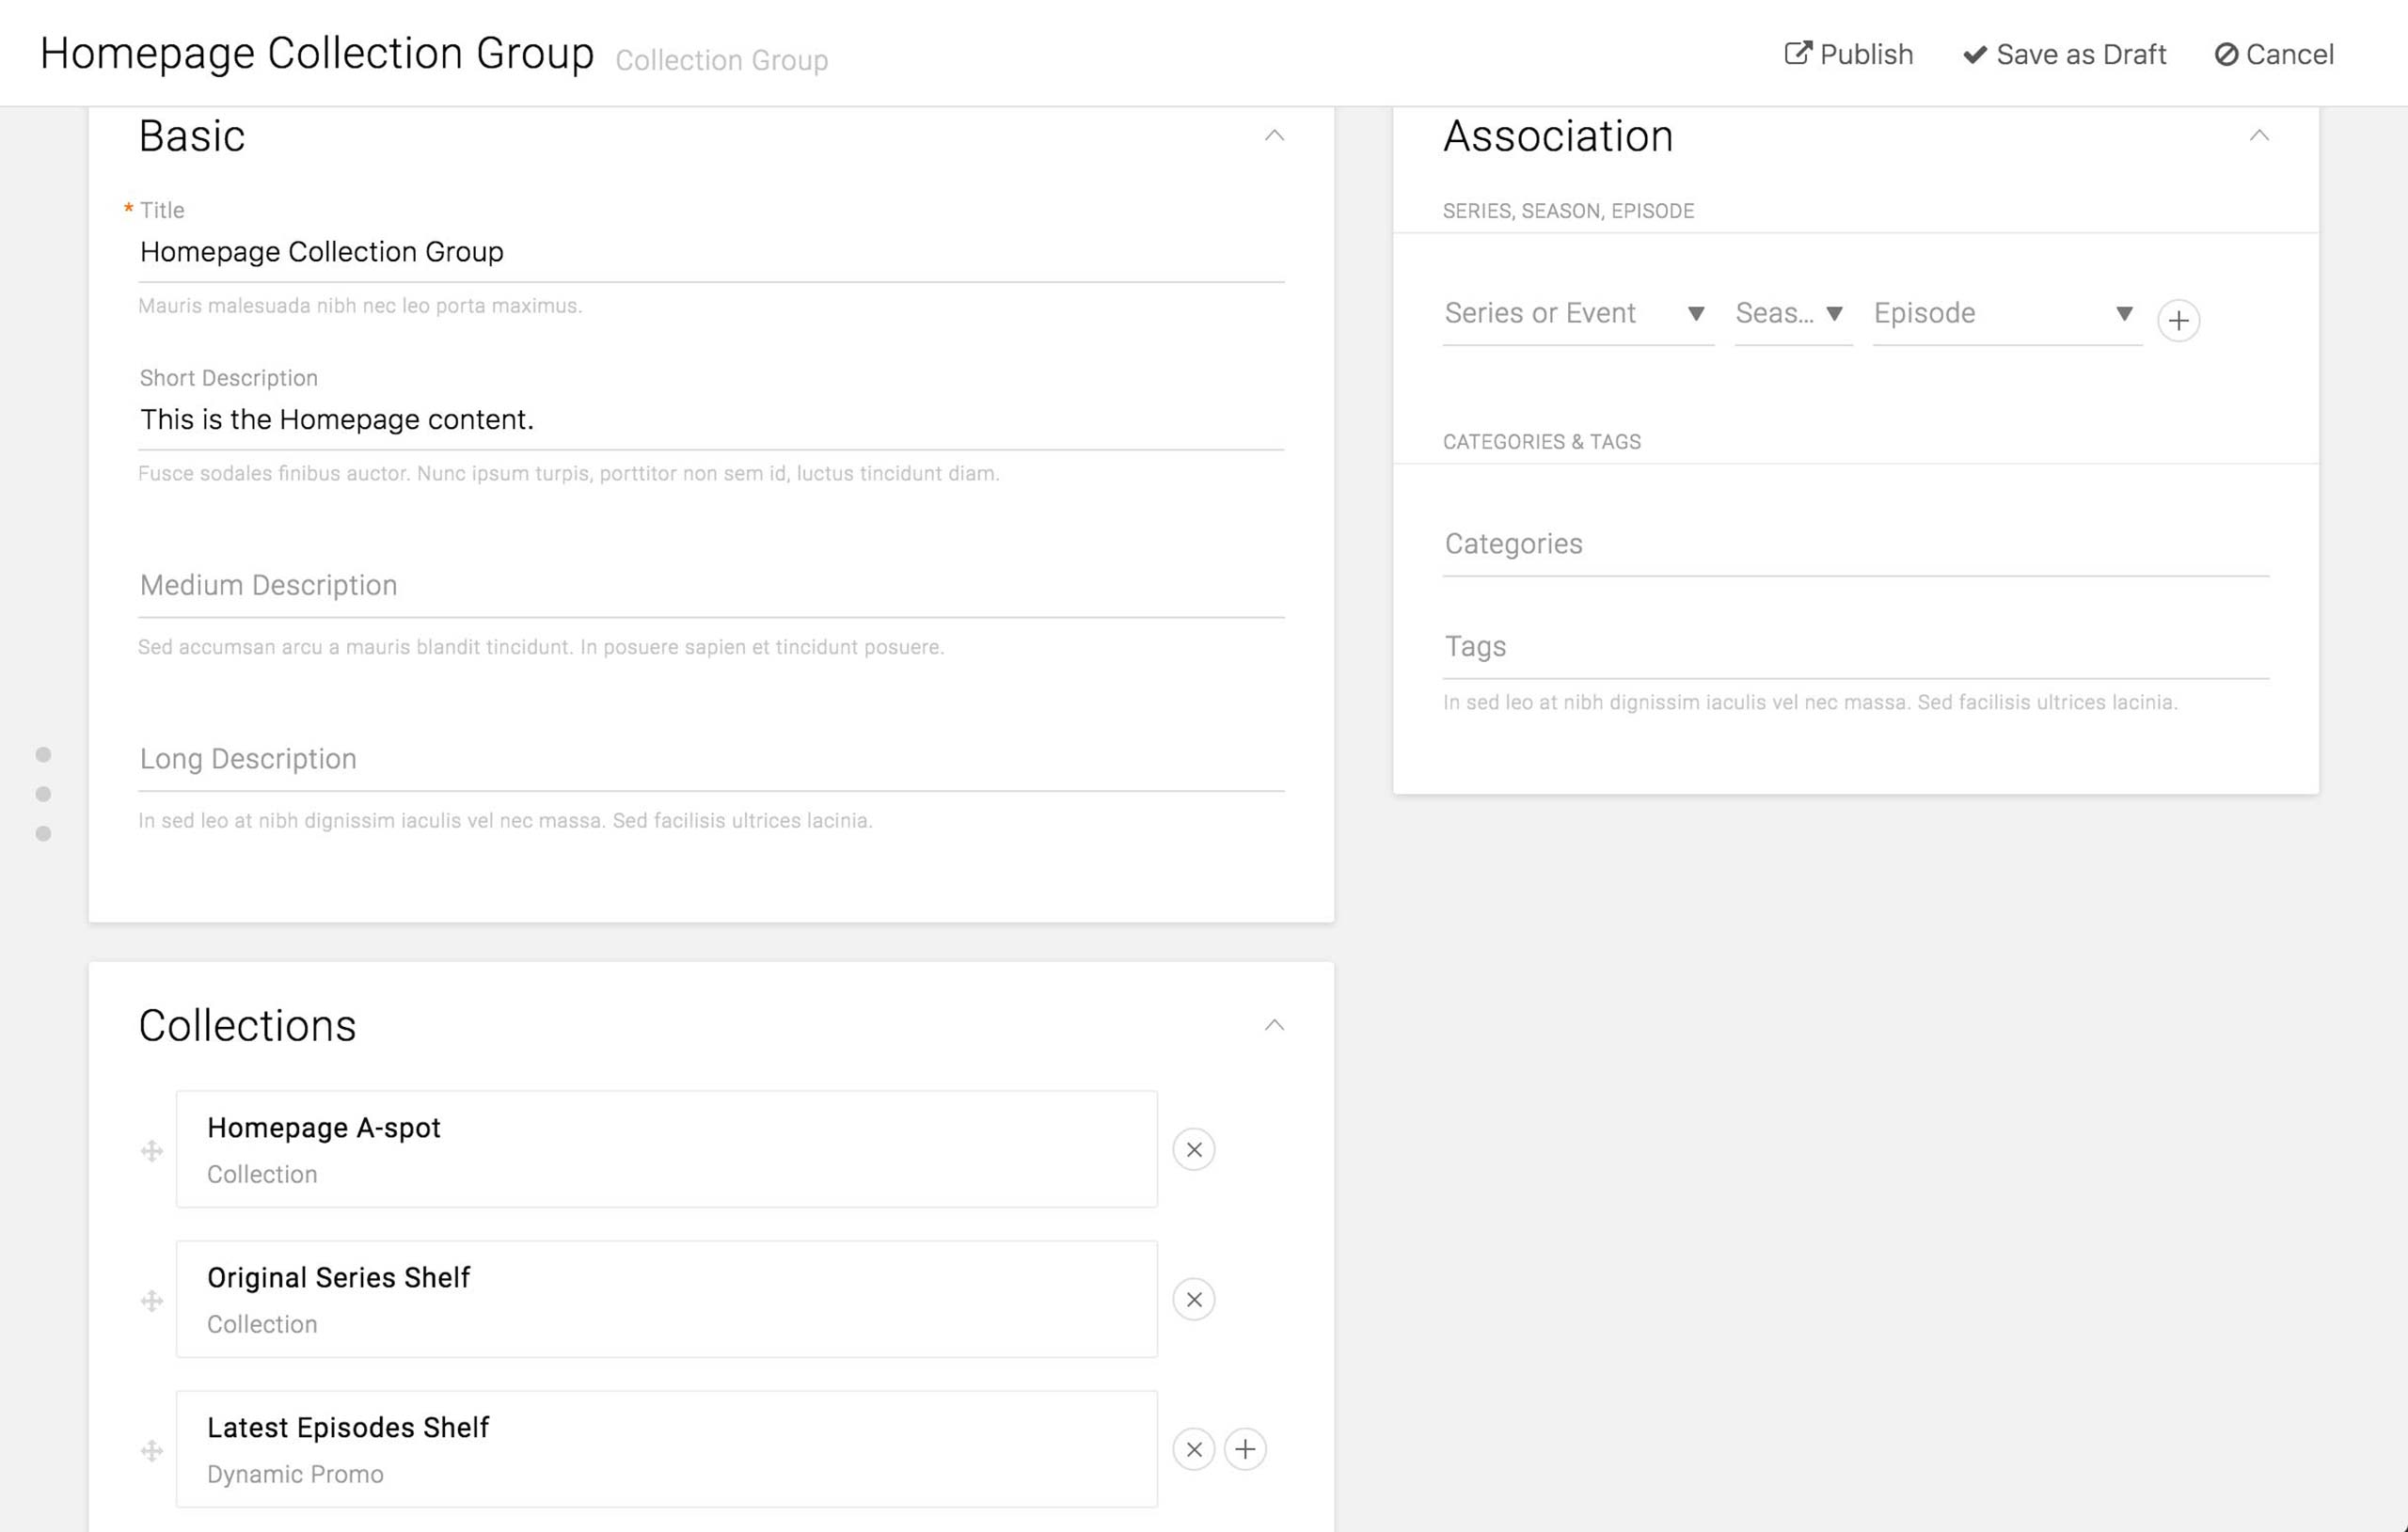 Homepage Collection Group Collection Group
Publish Save as Draft Cancel
Basic
* Title
Homepage Collection Group
Mauris malesuada nibh nec leo porta maximus.
Short Description
This is the Homepage content.
Fusce sodales finibus auctor. Nunc ipsum turpis, porttitor non sem id, luctus tincidunt diam.
Medium Description
Sed accumsan arcu a mauris blandit tincidunt. In posuere sapien et tincidunt posuere.
Long Description
In sed leo at nibh dignissim iaculis vel nec massa. Sed facilisis ultrices lacinia.
Association
SERIES, SEASON, EPISODE
Series or Event Seas... Episode
CATEGORIES & TAGS
Categories
Tags
In sed leo at nibh dignissim iaculis vel nec massa. Sed facilisis ultrices lacinia.
Collections
Homepage A-spot
Collection
Original Series Shelf
Collection
Latest Episodes Shelf
Dynamic Promo